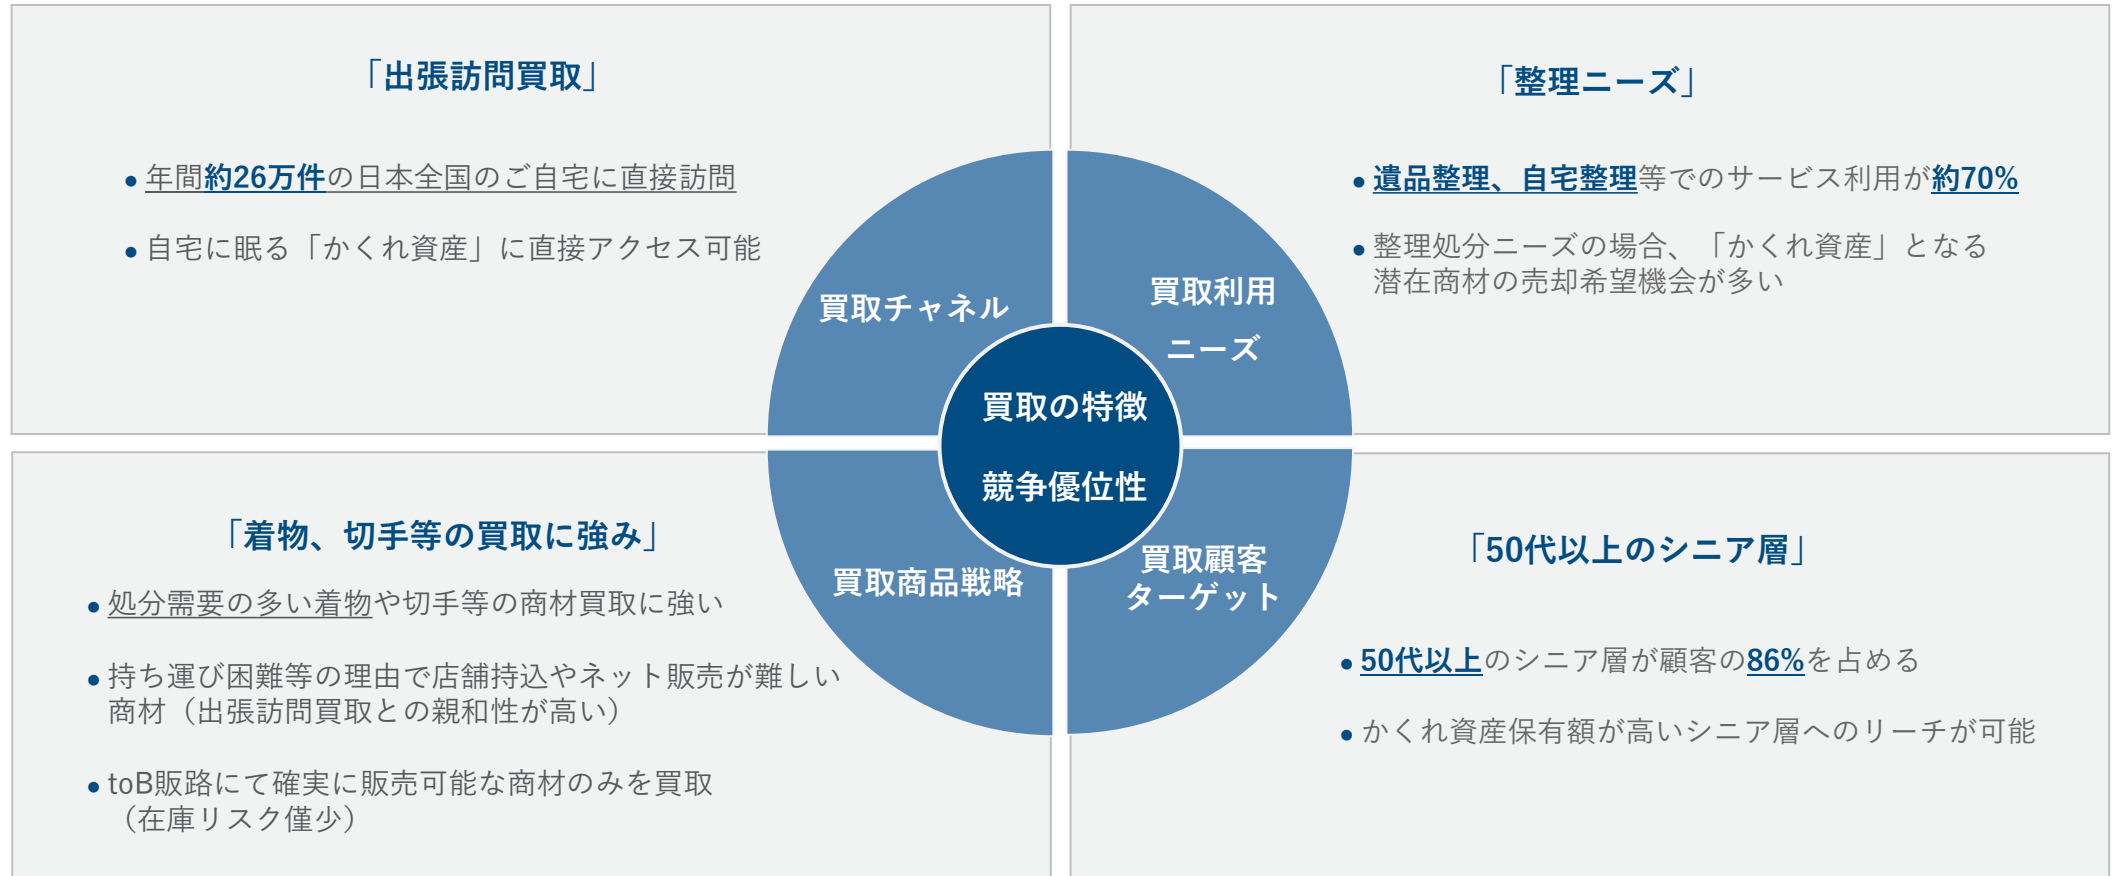 「出張訪問買取」
● 年間約26万件の日本全国のご自宅に直接訪問
● 自宅に眠る「かくれ資産」に直接アクセス可能
買取チャネル
「整理ニーズ」
● 遺品整理、自宅整理等でのサービス利用が約70%
● 整理処分ニーズの場合、「かくれ資産」となる
潜在商材の売却希望機会が多い
買取利用
ニーズ
買取の特徴
競争優位性
「着物、切手等の買取に強み」
● 処分需要の多い着物や切手等の商材買取に強い
● 持ち運び困難等の理由で店舗持込やネット販売が難しい
商材（出張訪問買取との親和性が高い）
● toB販路にて確実に販売可能な商材のみを買取
（在庫リスク僅少）
買取商品戦略
買取顧客
ターゲット
「50代以上のシニア層」
● 50代以上のシニア層が顧客の86%を占める
● かくれ資産保有額が高いシニア層へのリーチが可能